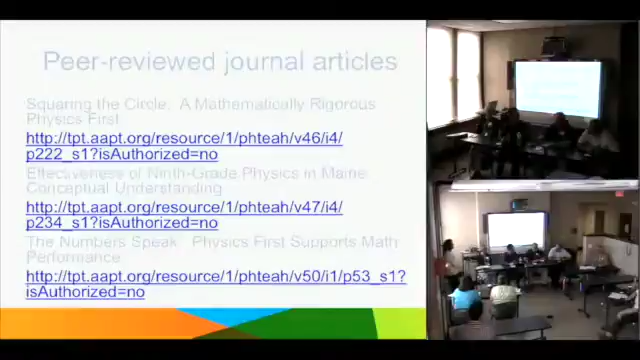 Peer-reviewed journal articles
Squaring the Circle: A Mathematically Rigorous
Physics First
http://tpt.aapt.org/resource/1/phteah/v46/i4/
p222_s1?isAuthorized=no
Effectiveness of Ninth-Grade Physics in Maine:
Conceptual Understanding
http://tpt.aapt.org/resource/1/phteah/v47/i4/
p234_s1?isAuthorized=no
The Numbers Speak: Physics First Supports Math
Performance
http://tpt.aapt.org/resource/1/phteah/v50/i1/p53_s1?
isAuthorized=no